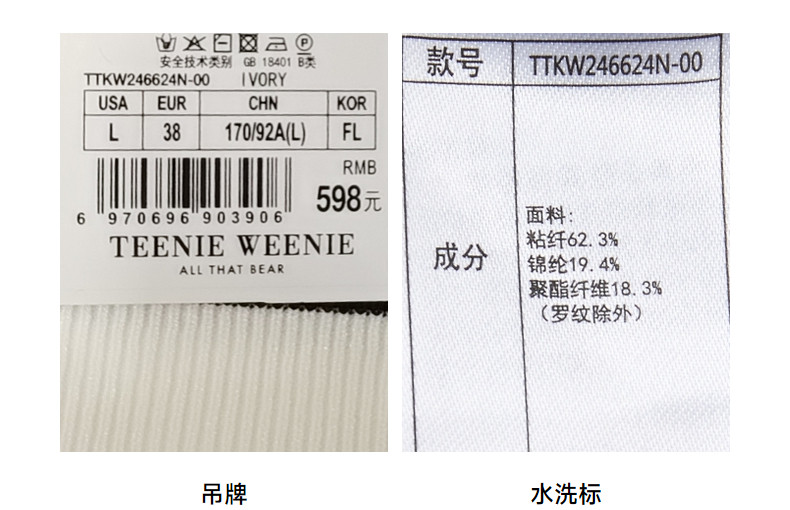 安全技术类别 GB 18401 B类
TTKW246624N-00 IVORY
USA EUR CHN KOR
L 38 170/92A(L) FL
RMB
598元
6 970696 903906
TEENIE WEENIE
ALL THAT BEAR
吊牌
款号 TTKW246624N-00
成分
面料:
粘纤62.3%
锦纶19.4%
聚酯纤维18.3%
(罗纹除外)
水洗标